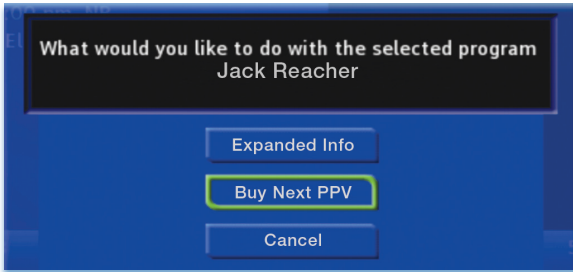 What would you like to do with the selected program
Jack Reacher
Expanded Info
Buy Next PPV
Cancel